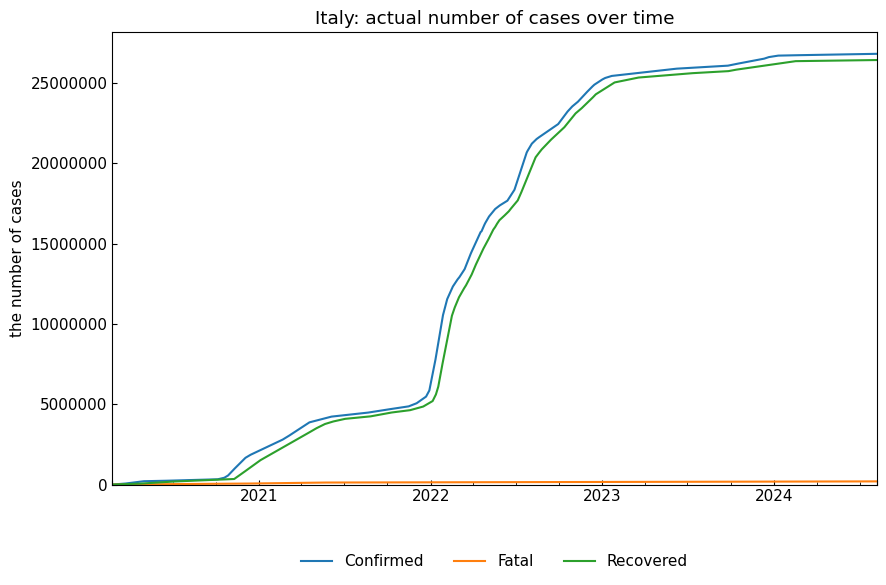 Italy: actual number of cases over time
the number of cases
25000000
20000000
15000000
10000000
5000000
0
2021 2022 2023 2024
Confirmed Fatal Recovered